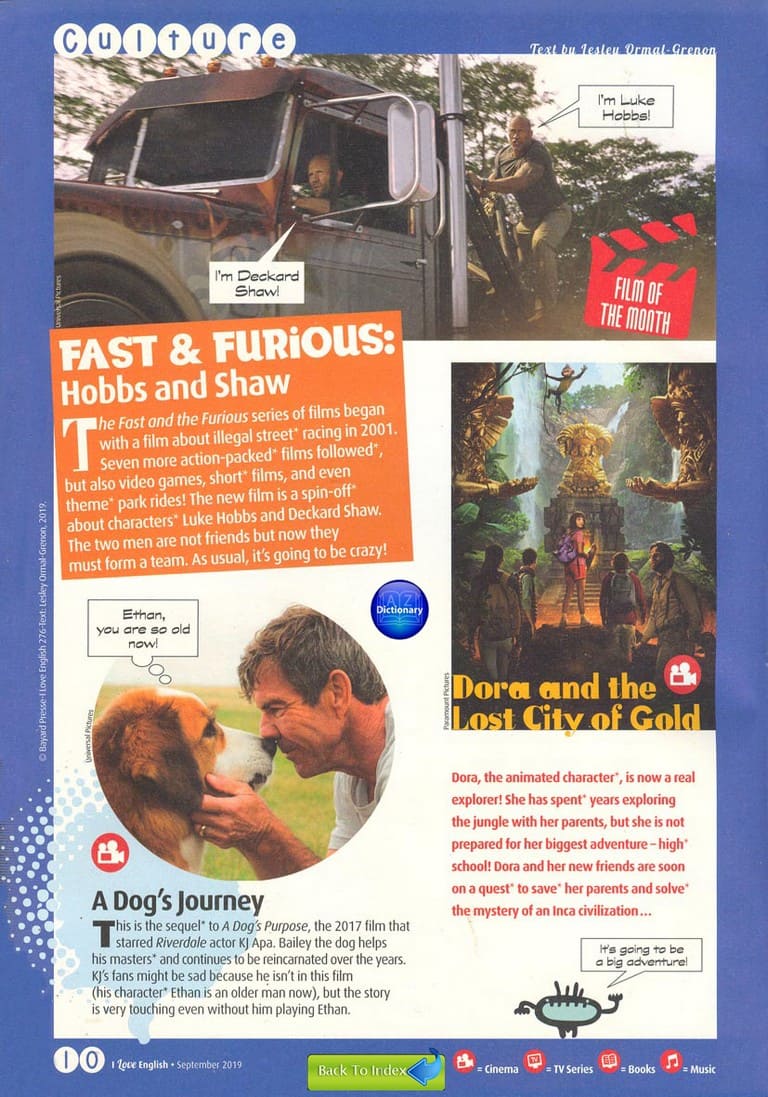 Culture
Text by Lesley Ormal-Grenon
I'm Luke
Hobbs!
I'm Deckard
Shaw!
Universal Pictures
FILM OF
THE MONTH
FAST & FURiOUS:
Hobbs and Shaw
The Fast and the Furious series of films began
with a film about illegal street* racing in 2001.
Seven more action-packed* films followed*,
but also video games, short* films, and even
theme* park rides! The new film is a spin-off*
about characters* Luke Hobbs and Deckard Shaw.
The two men are not friends but now they
must form a team. As usual, it's going to be crazy!
© Bayard Presse-I Love English 276-Text: Lesley Ormal-Grenon, 2019.
A Z
Dictionary
Ethan,
you are so old
now!
Universal Pictures
Paramount Pictures
Dora and the
Lost City of Gold
Dora, the animated character*, is now a real
explorer! She has spent* years exploring
the jungle with her parents, but she is not
prepared for her biggest adventure – high*
school! Dora and her new friends are soon
on a quest* to save* her parents and solve*
the mystery of an Inca civilization...
A Dog's Journey
This is the sequel* to A Dog's Purpose, the 2017 film that
starred Riverdale actor KJ Apa. Bailey the dog helps
his masters* and continues to be reincarnated over the years.
KJ's fans might be sad because he isn't in this film
(his character* Ethan is an older man now), but the story
is very touching even without him playing Ethan.
It's going to be
a big adventure!
10 I Love English • September 2019
Back To Index
= Cinema = TV Series = Books = Music